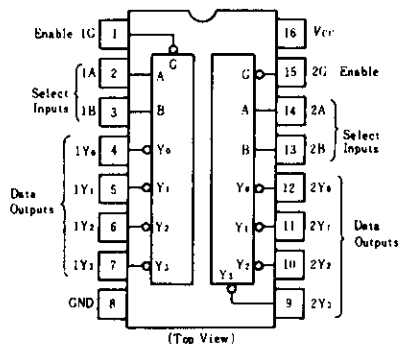 Enable 1G 1 16 Vcc
G
1A 2 A G 15 2G Enable
Select Inputs
1B 3 B A 14 2A
B 13 2B Select Inputs
1Y0 4 Y0
Y0 12 2Y0
Data Outputs
1Y1 5 Y1 Y1 11 2Y1
Data Outputs
1Y2 6 Y2 Y2 10 2Y2
1Y3 7 Y3 Y3
GND 8 9 2Y3
(Top View)